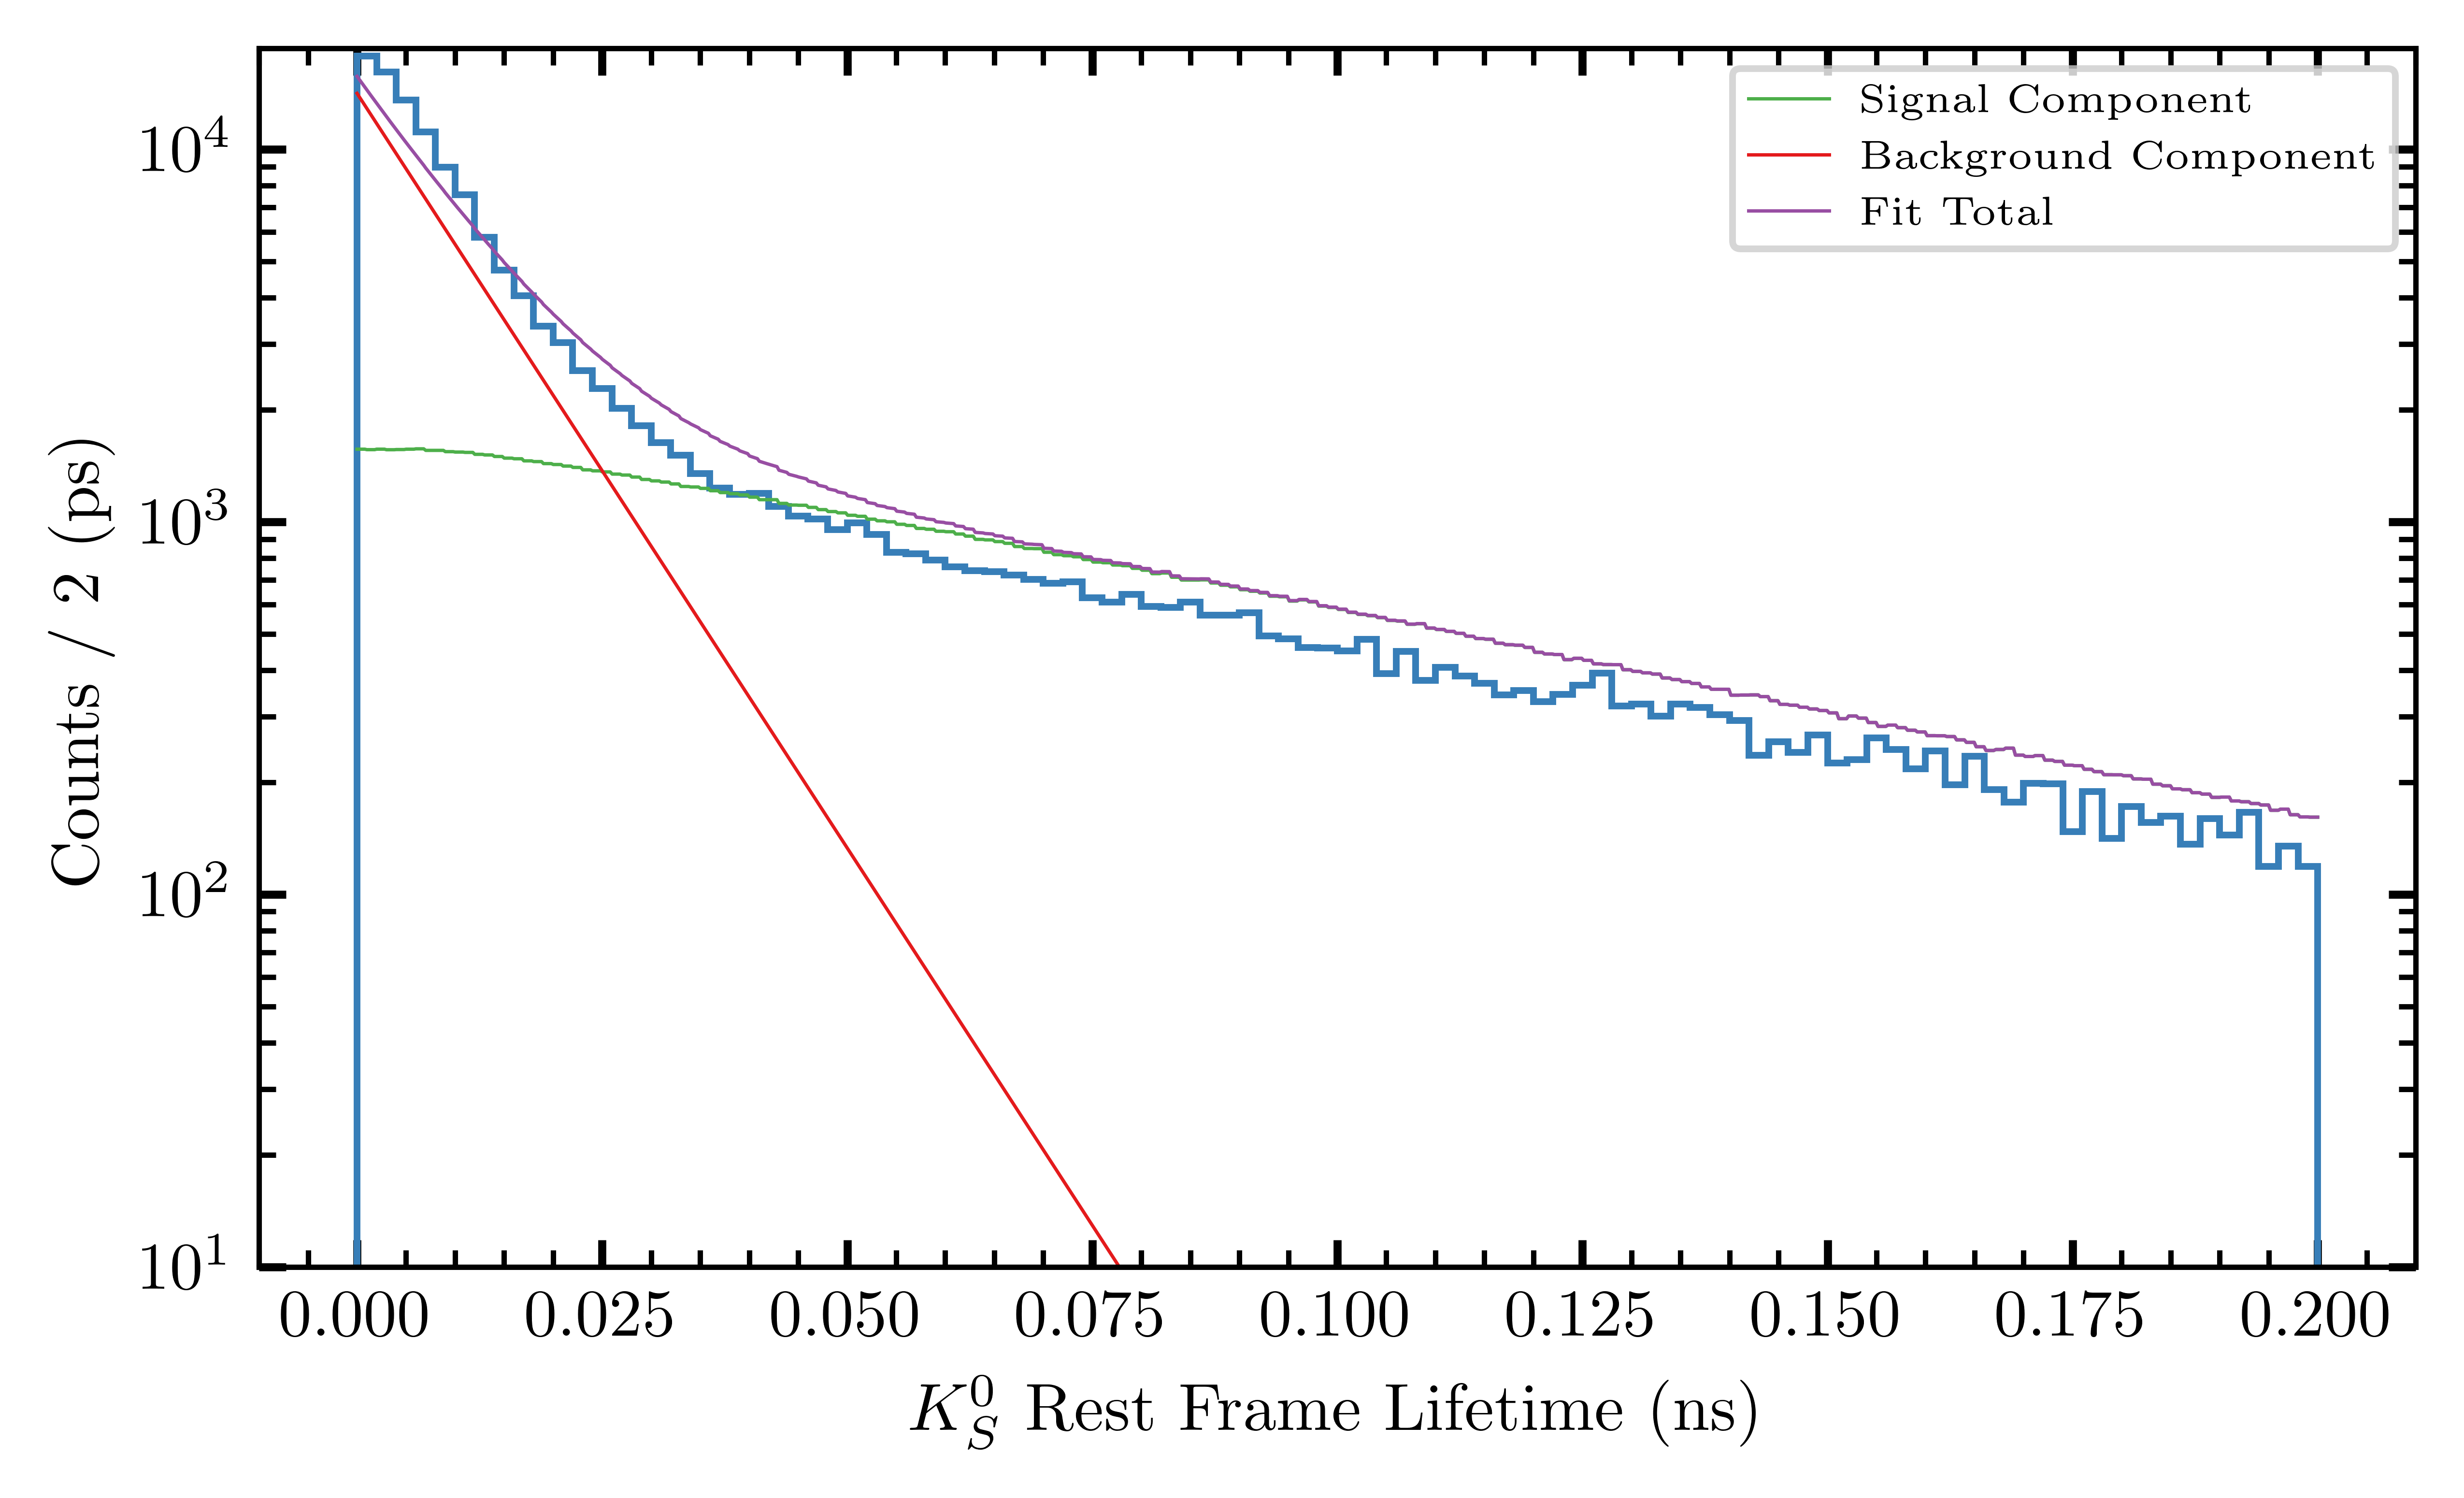 Signal Component
Background Component
Fit Total
Counts / 2 (ps)
10^4
10^3
10^2
10^1
0.000 0.025 0.050 0.075 0.100 0.125 0.150 0.175 0.200
K_S^0 Rest Frame Lifetime (ns)